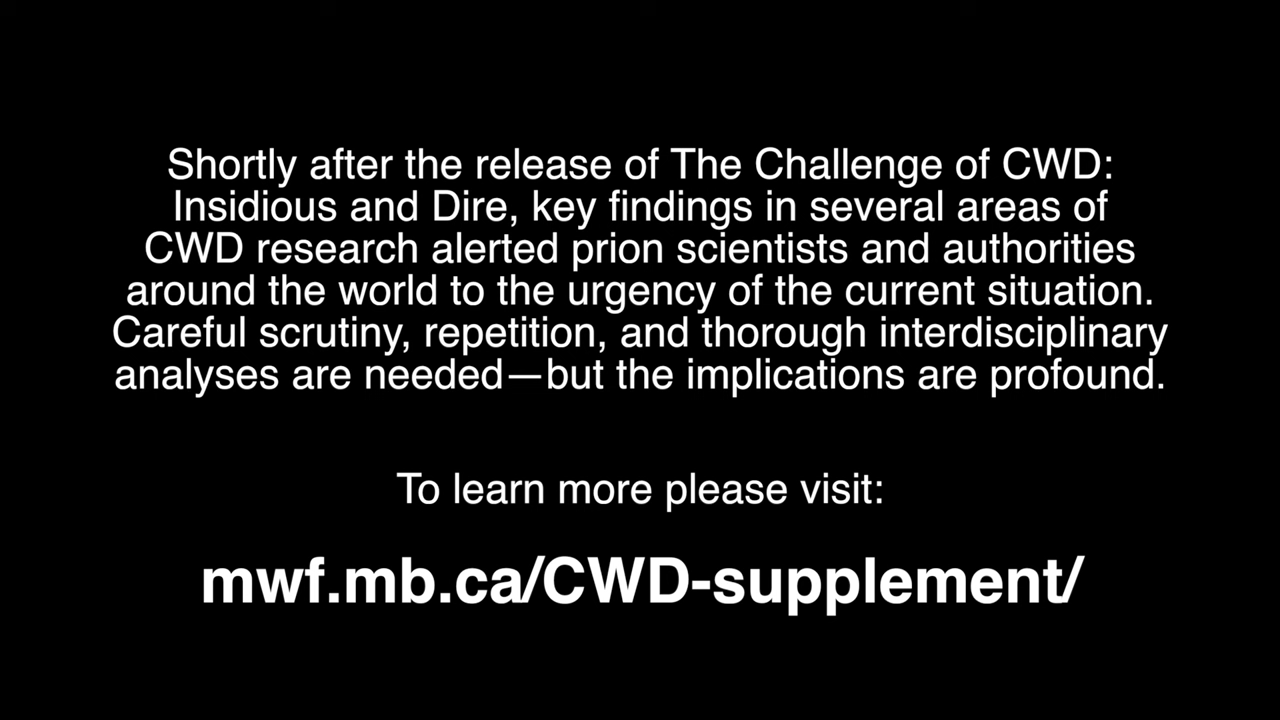 Shortly after the release of The Challenge of CWD:
Insidious and Dire, key findings in several areas of
CWD research alerted prion scientists and authorities
around the world to the urgency of the current situation.
Careful scrutiny, repetition, and thorough interdisciplinary
analyses are needed—but the implications are profound.
To learn more please visit:
mwf.mb.ca/CWD-supplement/